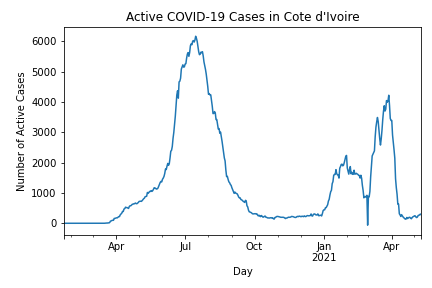 Active COVID-19 Cases in Cote d'Ivoire
Number of Active Cases
6000
5000
4000
3000
2000
1000
0
Apr
Jul
Oct
Jan
2021
Apr
Day